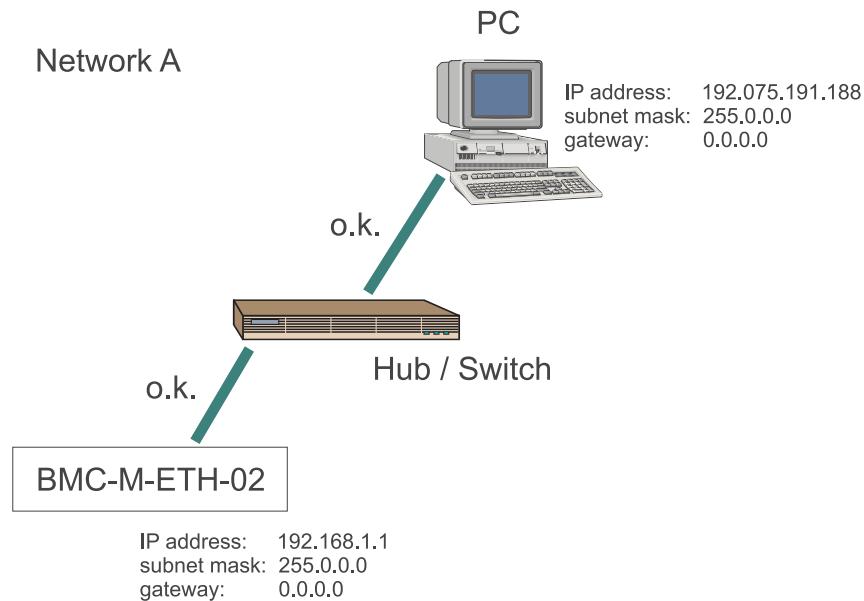 PC
Network A
IP address: 192.075.191.188
subnet mask: 255.0.0.0
gateway: 0.0.0.0
o.k.
Hub / Switch
o.k.
BMC-M-ETH-02
IP address: 192.168.1.1
subnet mask: 255.0.0.0
gateway: 0.0.0.0